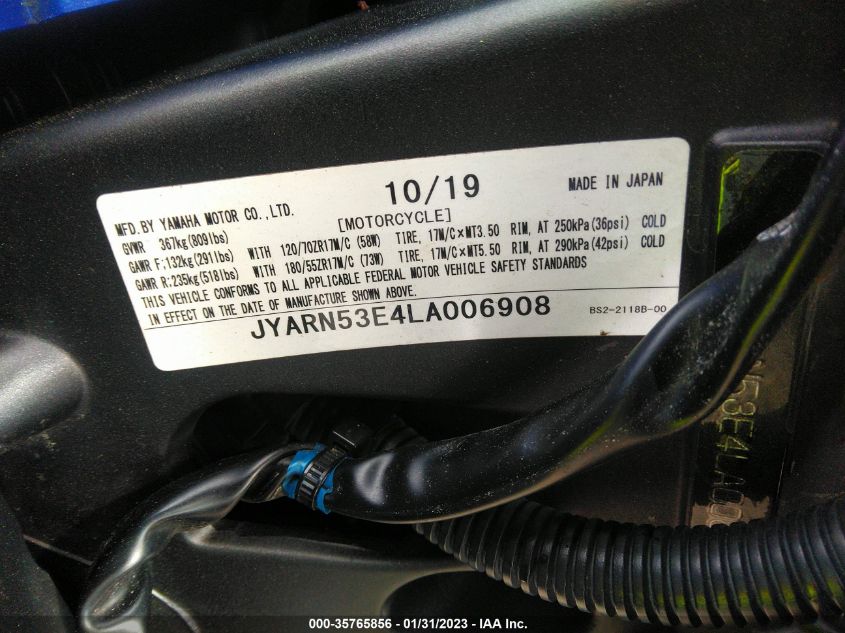 10/19
MADE IN JAPAN
MFD.BY YAMAHA MOTOR CO.,LTD.
[MOTORCYCLE]
GVWR 367kg(809lbs)
GAWR F:132kg(291lbs) WITH 120/70ZR17M/C (58W) TIRE, 17M/C×MT3.50 RIM, AT 250kPa(36psi) COLD
GAWR R:235kg(518lbs) WITH 180/55ZR17M/C (73W) TIRE, 17M/C×MT5.50 RIM, AT 290kPa(42psi) COLD
THIS VEHICLE CONFORMS TO ALL APPLICABLE FEDERAL MOTOR VEHICLE SAFETY STANDARDS
IN EFFECT ON THE DATE OF MANUFACTURE SHOWN ABOVE.
JYARN53E4LA006908
BS2-2118B-00
N53E4LA00
000-35765856 - 01/31/2023 - IAA Inc.